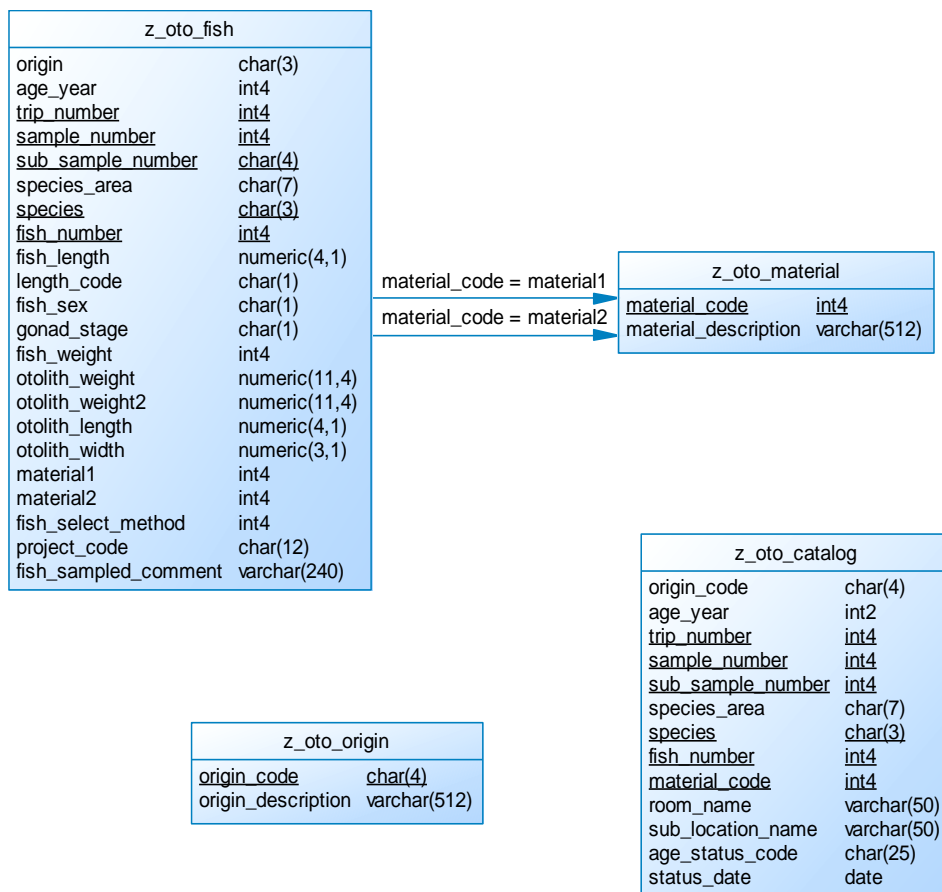 z_oto_fish
origin char(3)
age_year int4
trip_number int4
sample_number int4
sub_sample_number char(4)
species_area char(7)
species char(3)
fish_number int4
fish_length numeric(4,1)
length_code char(1)
fish_sex char(1)
gonad_stage char(1)
fish_weight int4
otolith_weight numeric(11,4)
otolith_weight2 numeric(11,4)
otolith_length numeric(4,1)
otolith_width numeric(3,1)
material1 int4
material2 int4
fish_select_method int4
project_code char(12)
fish_sampled_comment varchar(240)
material_code = material1
material_code = material2
z_oto_material
material_code int4
material_description varchar(512)
z_oto_origin
origin_code char(4)
origin_description varchar(512)
z_oto_catalog
origin_code char(4)
age_year int2
trip_number int4
sample_number int4
sub_sample_number int4
species_area char(7)
species char(3)
fish_number int4
material_code int4
room_name varchar(50)
sub_location_name varchar(50)
age_status_code char(25)
status_date date